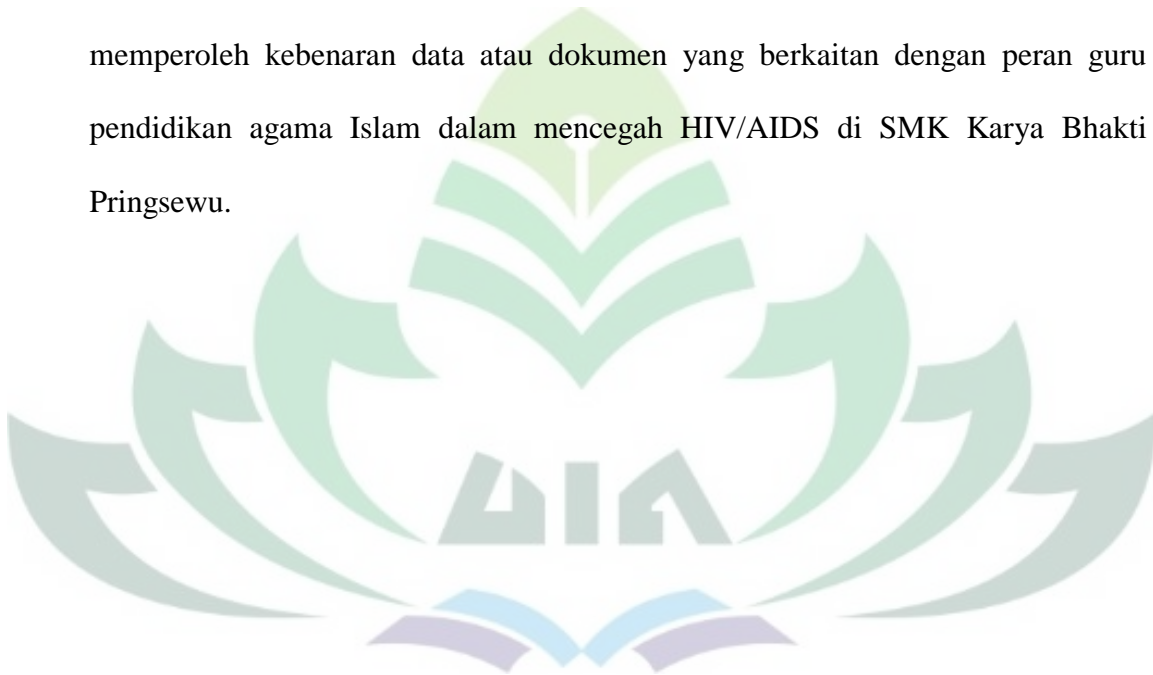 memperoleh kebenaran data atau dokumen yang berkaitan dengan peran guru
pendidikan agama Islam dalam mencegah HIV/AIDS di SMK Karya Bhakti
Pringsewu.
UIN